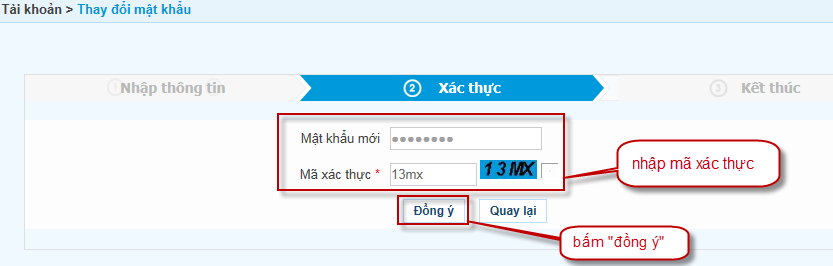 Tài khoản > Thay đổi mật khẩu
1 Nhập thông tin 2 Xác thực 3 Kết thúc
Mật khẩu mới ●●●●●●●●
Mã xác thực * 13mx 13MX
nhập mã xác thực
Đồng ý Quay lại
bấm "đồng ý"